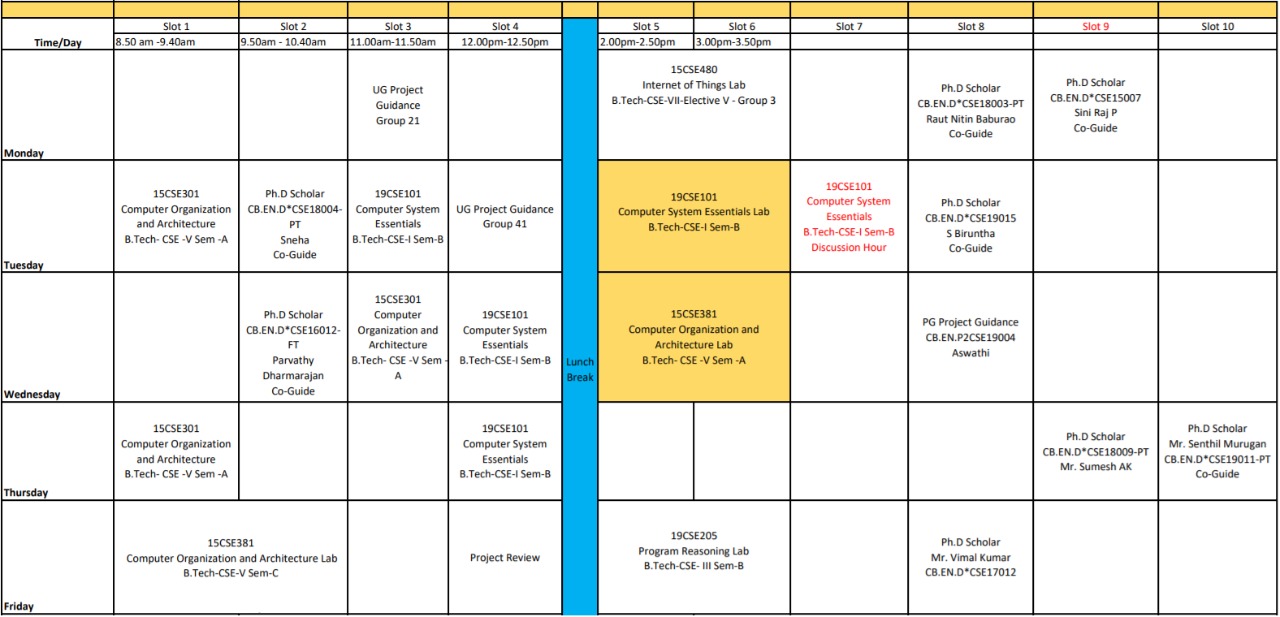 Slot 1 Slot 2 Slot 3 Slot 4 Slot 5 Slot 6 Slot 7 Slot 8 Slot 9 Slot 10
Time/Day 8.50 am -9.40am 9.50am - 10.40am 11.00am-11.50am 12.00pm-12.50pm 2.00pm-2.50pm 3.00pm-3.50pm
Monday
UG Project
Guidance
Group 21
15CSE480
Internet of Things Lab
B.Tech-CSE-VII-Elective V - Group 3
Ph.D Scholar
CB.EN.D*CSE18003-PT
Raut Nitin Baburao
Co-Guide
Ph.D Scholar
CB.EN.D*CSE15007
Sini Raj P
Co-Guide
Tuesday
15CSE301
Computer Organization
and Architecture
B.Tech- CSE -V Sem -A
Ph.D Scholar
CB.EN.D*CSE18004-
PT
Sneha
Co-Guide
19CSE101
Computer System
Essentials
B.Tech-CSE-I Sem-B
UG Project Guidance
Group 41
19CSE101
Computer System Essentials Lab
B.Tech-CSE-I Sem-B
19CSE101
Computer System
Essentials
B.Tech-CSE-I Sem-B
Discussion Hour
Ph.D Scholar
CB.EN.D*CSE19015
S Biruntha
Co-Guide
Wednesday
Ph.D Scholar
CB.EN.D*CSE16012-
FT
Parvathy
Dharmarajan
Co-Guide
15CSE301
Computer
Organization and
Architecture
B.Tech- CSE -V Sem -
A
19CSE101
Computer System
Essentials
B.Tech-CSE-I Sem-B
Lunch
Break
15CSE381
Computer Organization and
Architecture Lab
B.Tech- CSE -V Sem -A
PG Project Guidance
CB.EN.P2CSE19004
Aswathi
Thursday
15CSE301
Computer Organization
and Architecture
B.Tech- CSE -V Sem -A
19CSE101
Computer System
Essentials
B.Tech-CSE-I Sem-B
Ph.D Scholar
CB.EN.D*CSE18009-PT
Mr. Sumesh AK
Ph.D Scholar
Mr. Senthil Murugan
CB.EN.D*CSE19011-PT
Co-Guide
Friday
15CSE381
Computer Organization and Architecture Lab
B.Tech-CSE-V Sem-C
Project Review
19CSE205
Program Reasoning Lab
B.Tech-CSE- III Sem-B
Ph.D Scholar
Mr. Vimal Kumar
CB.EN.D*CSE17012